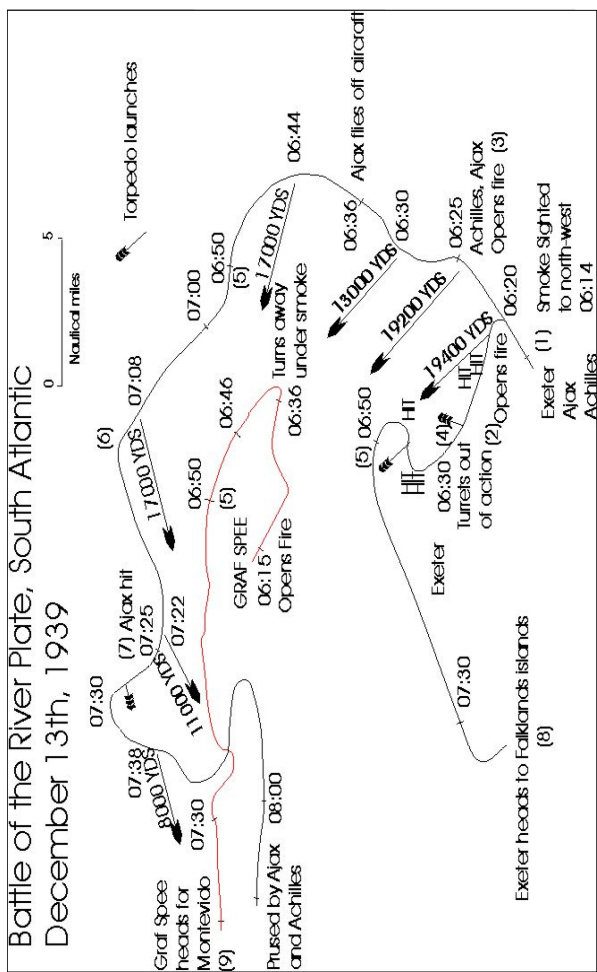 Battle of the River Plate, South Atlantic
December 13th, 1939
0
5
Nautical miles
Torpedo launches
07:30
(7) Ajax hit
07:25
07:22
11000 YDS
07:38
8000 YDS
(6)
07:08
17000 YDS
07:00
06:50
(5)
17000 YDS
06:44
06:46
06:50
(5)
Turns away
under smoke
06:36
GRAF SPEE
06:15
Opens Fire
Graf Spee
heads for
Montevido
(9)
07:30
08:00
Prused by Ajax
and Achilles
Ajax flies off aircraft
06:36
06:30
13000 YDS
19200 YDS
06:25
Achilles, Ajax
Opens fire (3)
19400 YDS
06:20
Opens fire
(2)
HIT
HIT
HIT
HIT
HIT
(5)
06:50
(4)
06:30
Turrets out
of action
Exeter
07:30
(8)
Exeter heads to Falklands islands
Exeter
Ajax
Achilles
(1)
Smoke Sighted
to north-west
06:14